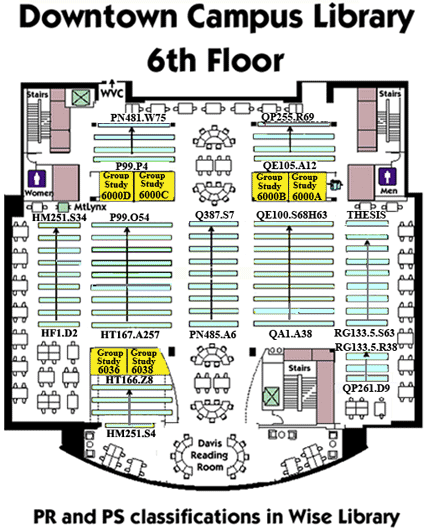 Downtown Campus Library
6th Floor
Stairs
WVC
Stairs
PN481.W75
QP255.R69
P99.P4
QE105.A12
Women
Group Study 6000D
Group Study 6000C
Group Study 6000B
Group Study 6000A
Men
MtLynx
HM251.S34
P99.O54
Q387.S7
QE100.S68H63
THESIS
HF1.D2
HT167.A257
PN485.A6
QA1.A38
RG133.5.S63
RG133.5.R38
Group Study 6036
Group Study 6038
Stairs
HT166.Z8
QP261.D9
HM251.S4
Davis
Reading
Room
PR and PS classifications in Wise Library